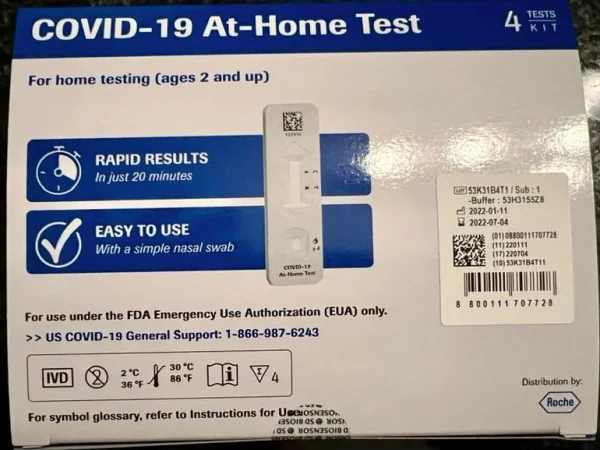 COVID-19 At-Home Test
4 TESTS
KIT
For home testing (ages 2 and up)
RAPID RESULTS
In just 20 minutes
EASY TO USE
With a simple nasal swab
COVID-19
At-Home Test
x 4
LOT 53K31B4T1 / Sub : 1
-Buffer : 53H3155Z8
2022-01-11
2022-07-04
(01) 08800111707728
(11) 220111
(17) 220704
(10) 53K31B4T11
8 800111 707728
For use under the FDA Emergency Use Authorization (EUA) only.
>> US COVID-19 General Support: 1-866-987-6243
IVD 2 2 °C 36 °F 30 °C 86 °F i Σ 4
For symbol glossary, refer to Instructions for Use
Distribution by:
Roche